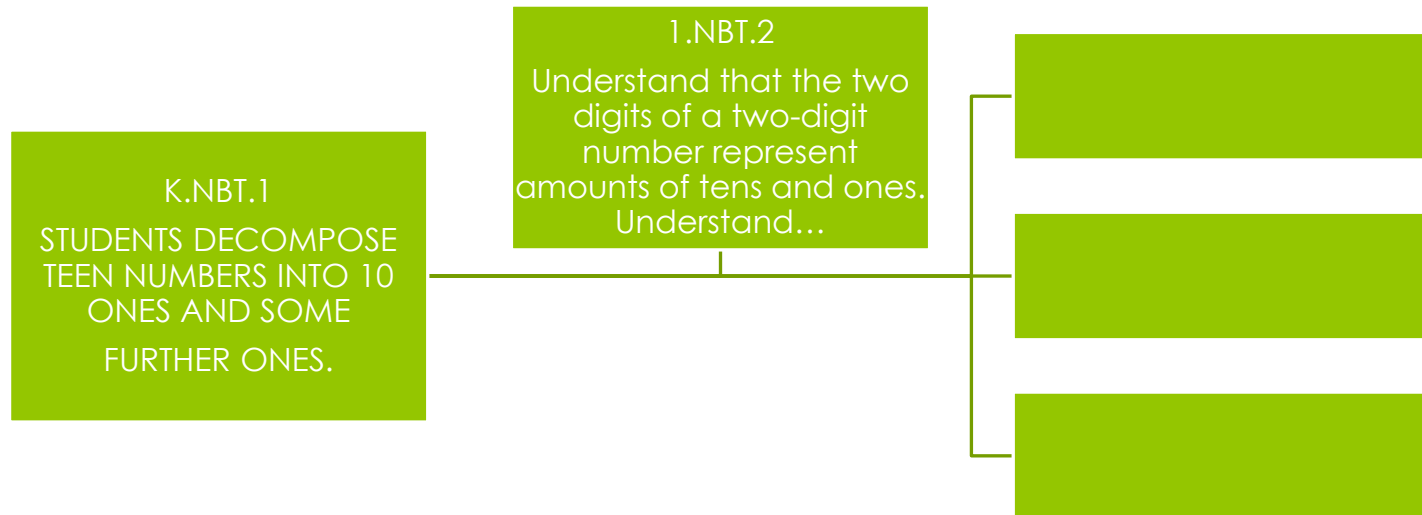 K.NBT.1
STUDENTS DECOMPOSE
TEEN NUMBERS INTO 10
ONES AND SOME
FURTHER ONES.
1.NBT.2
Understand that the two
digits of a two-digit
number represent
amounts of tens and ones.
Understand…